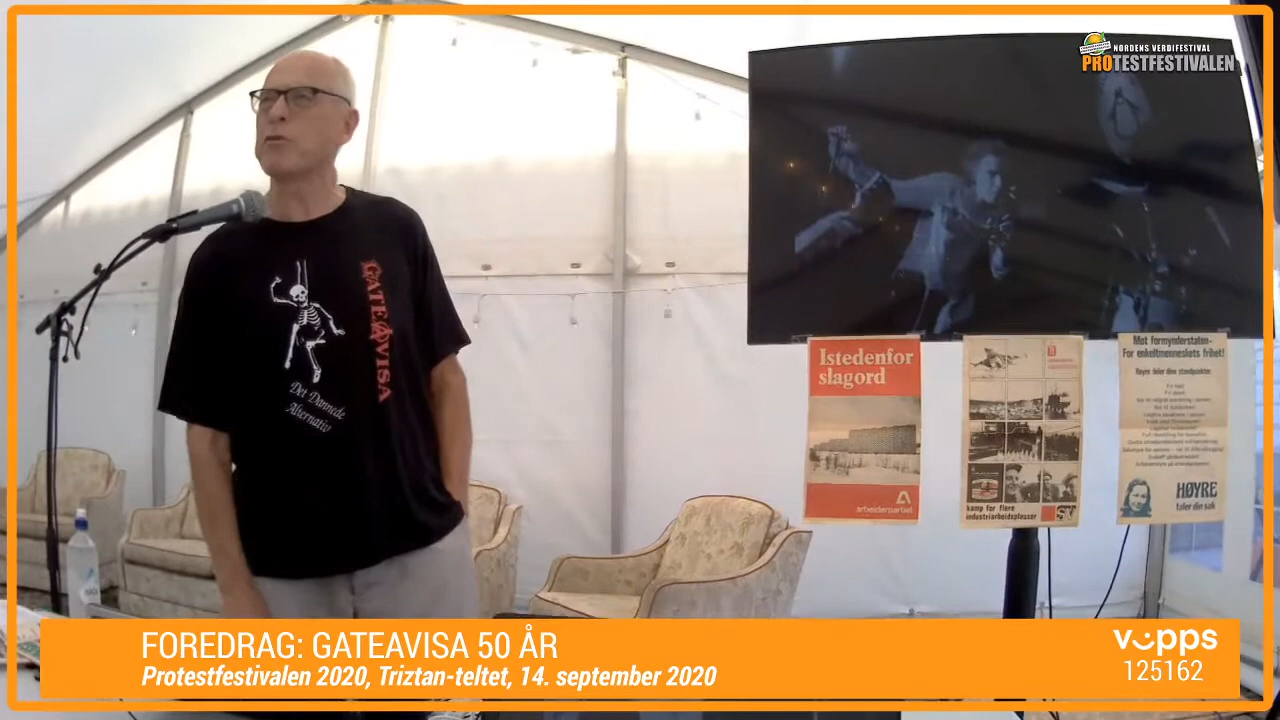 NORDENS VERDIFESTIVAL
PROTESTFESTIVALEN
GATEAVISA
Det Dannede
Alternativ
Istedenfor
slagord
arbeiderpartiet
kamp for flere
industriarbeidsplasser
SV
Mot formynderstaten-
For enkeltmenneskets frihet!
Høyre deler dine standpunkter.
HØYRE
taler din sak
FOREDRAG: GATEAVISA 50 ÅR
Protestfestivalen 2020, Triztan-teltet, 14. september 2020
vipps
125162